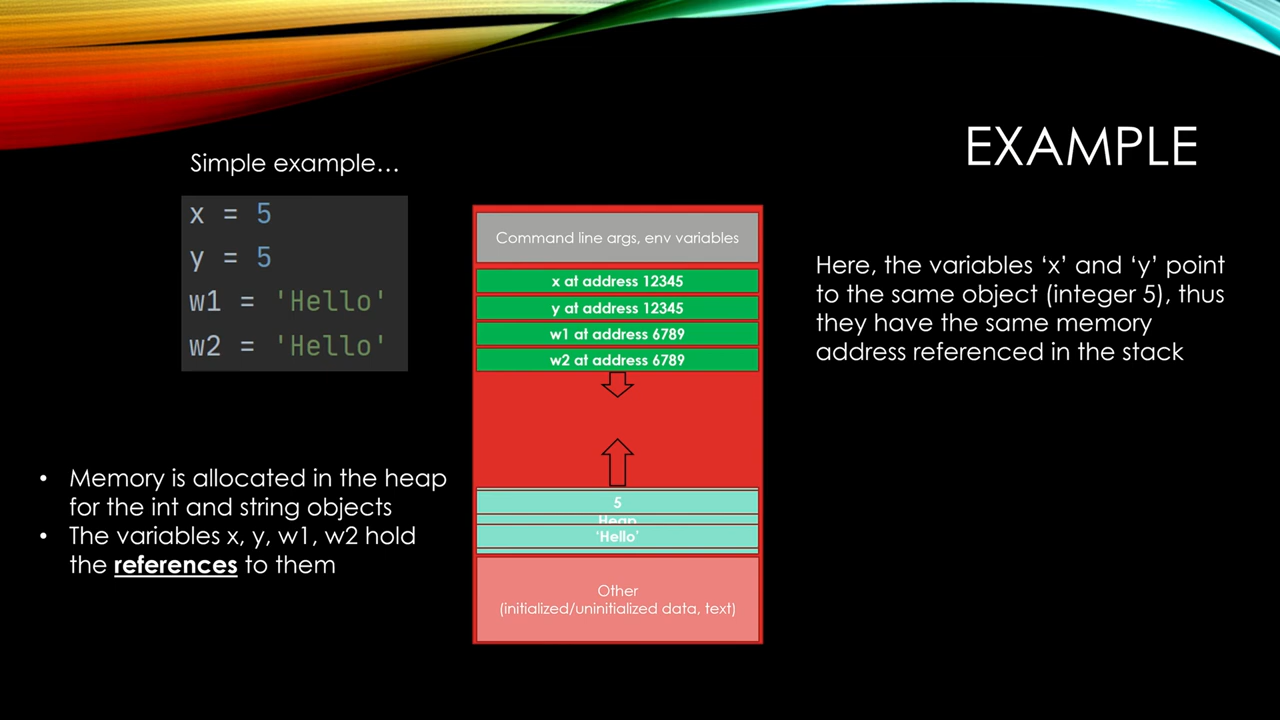 EXAMPLE
Simple example…
x = 5
y = 5
w1 = 'Hello'
w2 = 'Hello'
• Memory is allocated in the heap
for the int and string objects
• The variables x, y, w1, w2 hold
the references to them
Command line args, env variables
x at address 12345
y at address 12345
w1 at address 6789
w2 at address 6789
5
Heap
‘Hello’
Other
(initialized/uninitialized data, text)
Here, the variables ‘x’ and ‘y’ point
to the same object (integer 5), thus
they have the same memory
address referenced in the stack